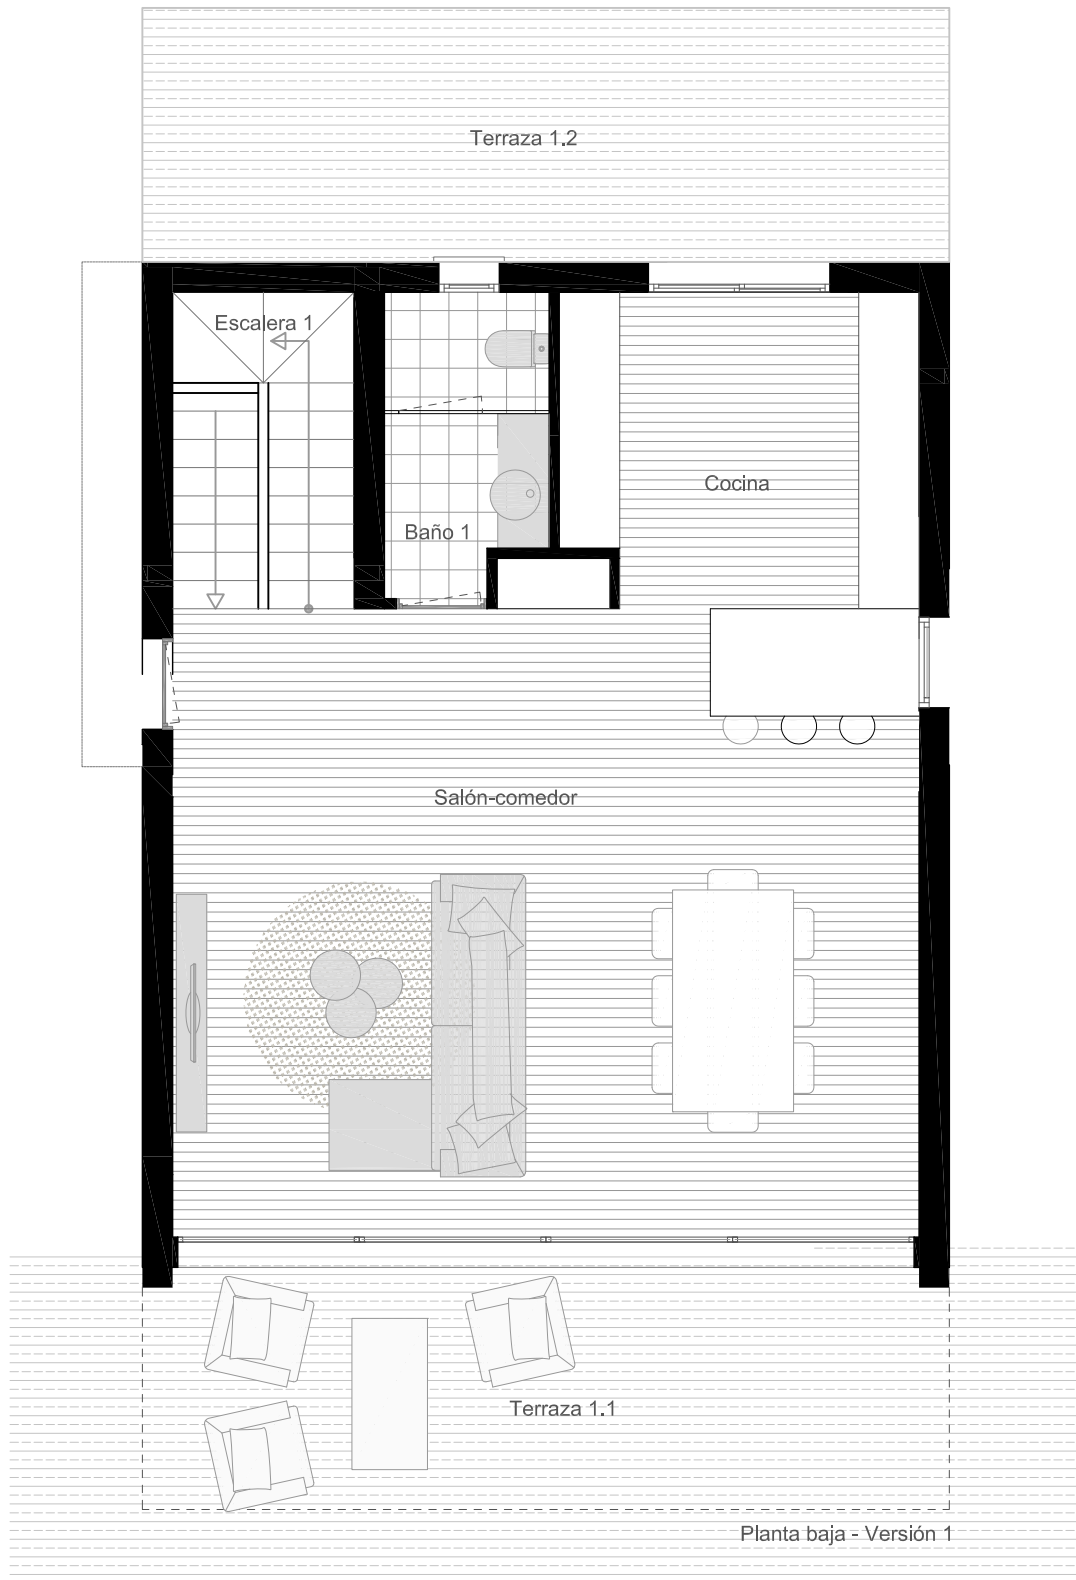 Terraza 1.2
Escalera 1
Cocina
Baño 1
Salón-comedor
Terraza 1.1
Planta baja - Versión 1